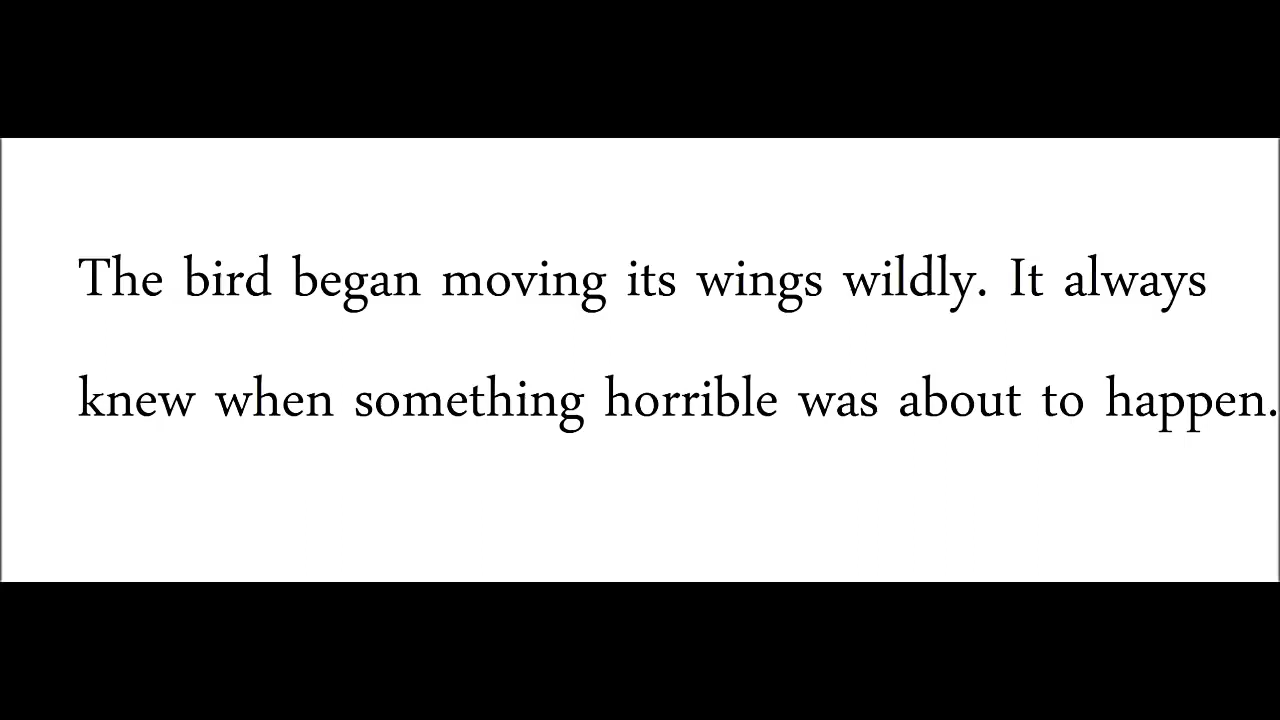 The bird began moving its wings wildly. It always
knew when something horrible was about to happen.